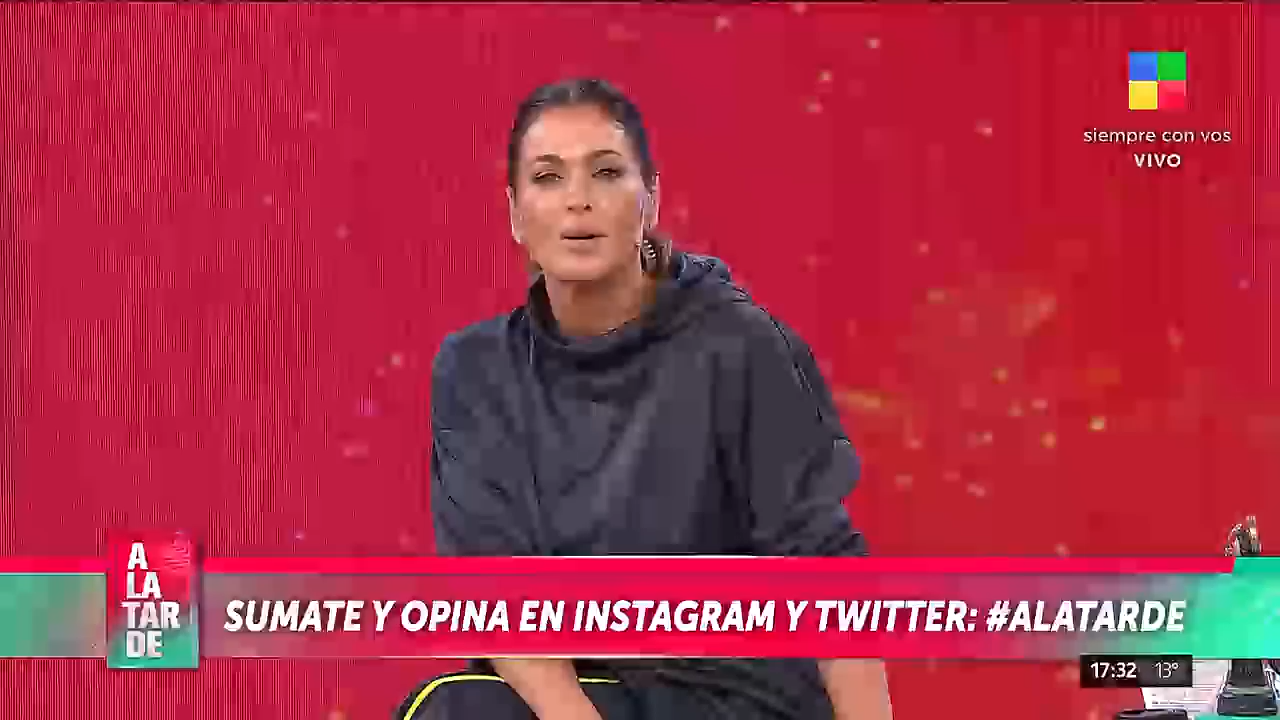 siempre con vos
VIVO
A
LA
TAR
DE
SUMATE Y OPINA EN INSTAGRAM Y TWITTER: #ALATARDE
17:32 13°